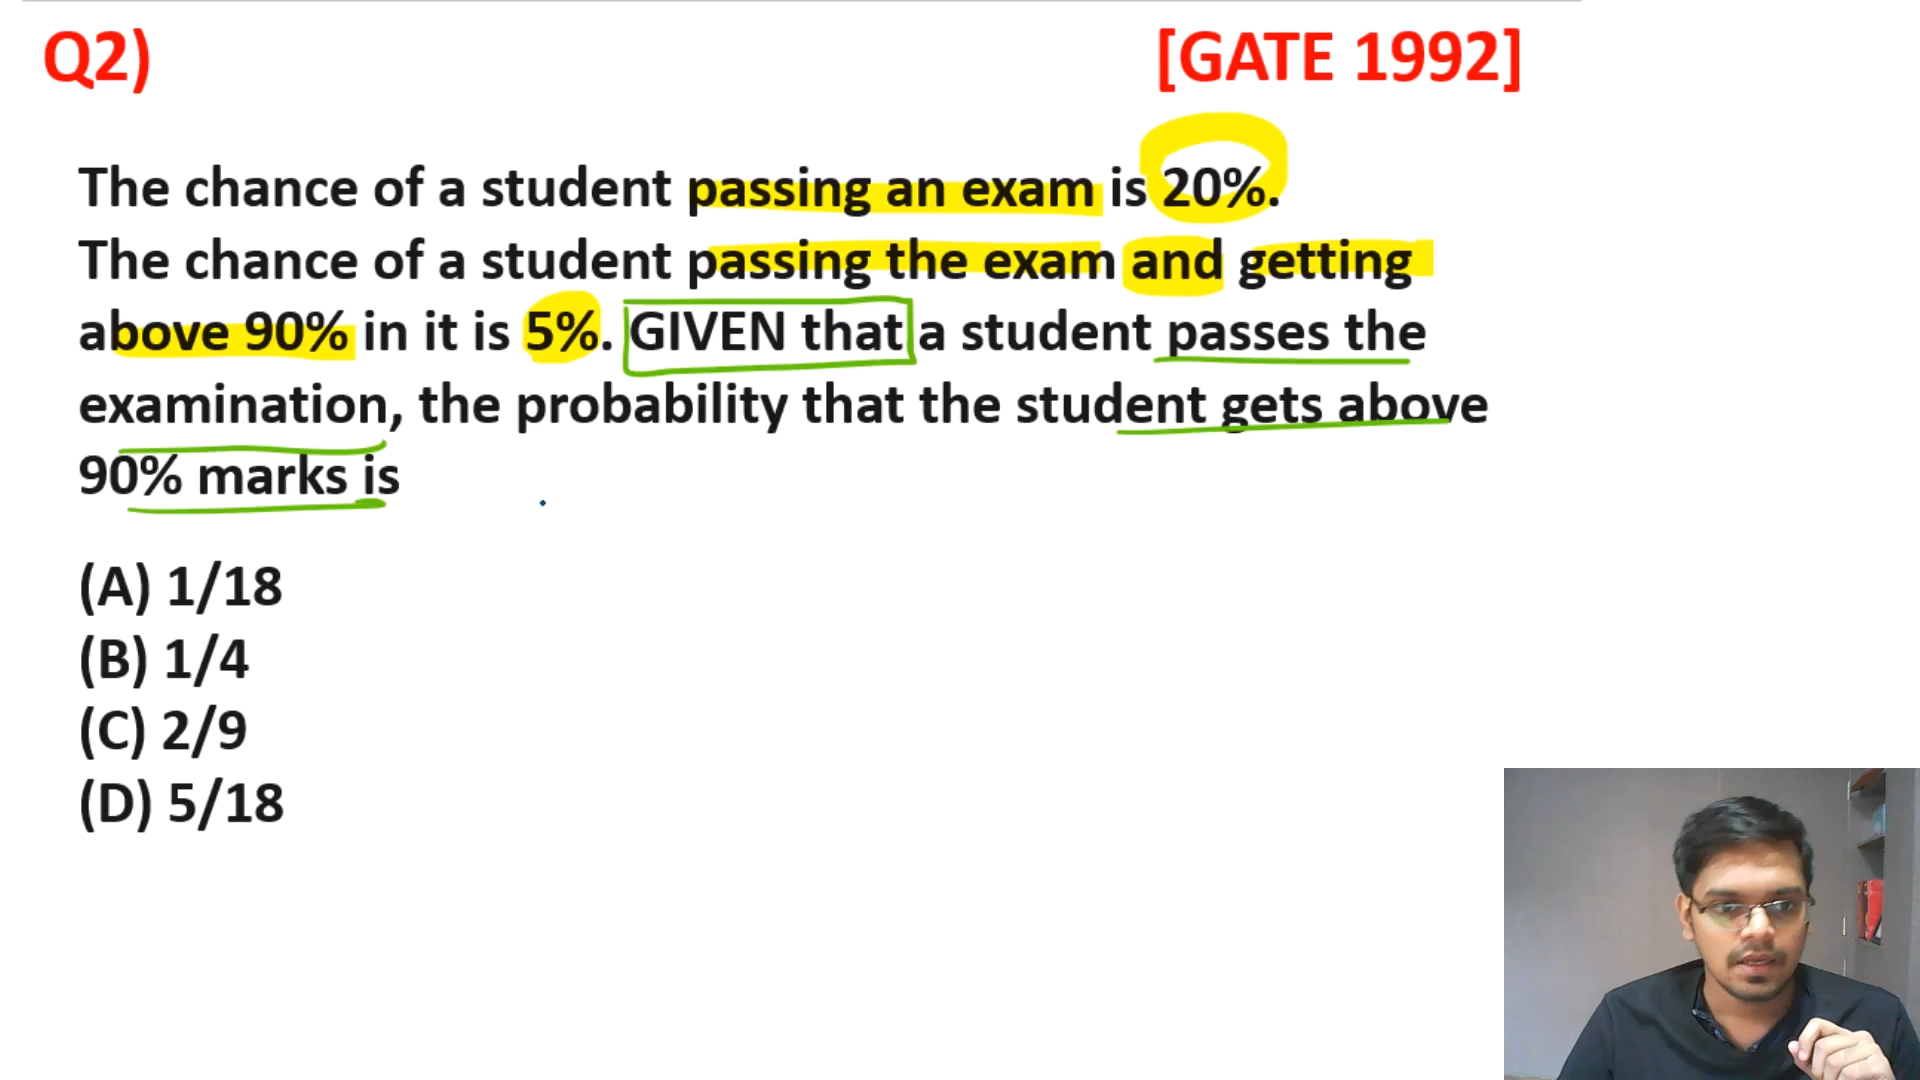 Q2) [GATE 1992]
The chance of a student passing an exam is 20%.
The chance of a student passing the exam and getting
above 90% in it is 5%. GIVEN that a student passes the
examination, the probability that the student gets above
90% marks is
(A) 1/18
(B) 1/4
(C) 2/9
(D) 5/18